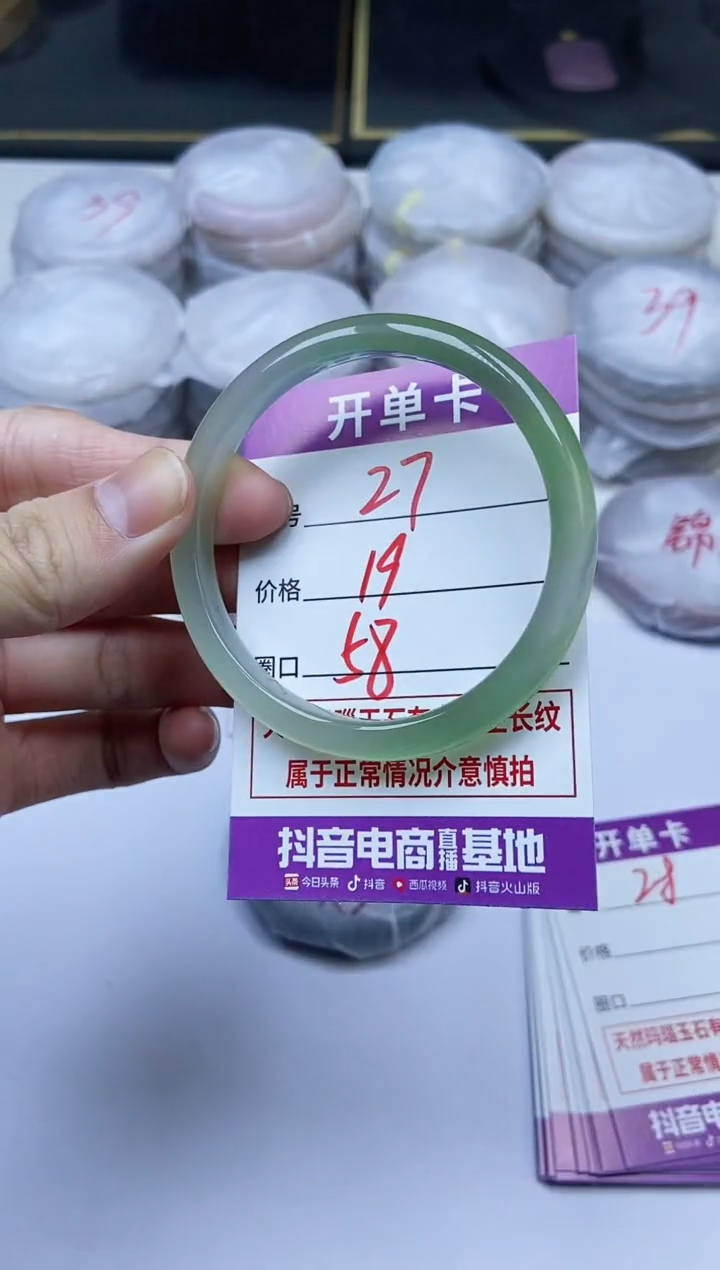 39
39
锦
开单卡
号 27
价格 19
圈口 58
长纹
属于正常情况介意慎拍
抖音电商直播基地
今日头条 抖音 西瓜视频 抖音火山版
开单卡
28
价格
圈口
天然玛瑙玉石有
属于正常情
抖音电